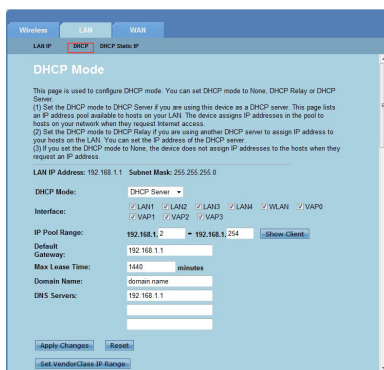 Wireless LAN WAN
LAN IP DHCP DHCP Static IP
DHCP Mode
This page is used to configure DHCP mode. You can set DHCP mode to None, DHCP Relay or DHCP
Server.
(1) Set the DHCP mode to DHCP Server if you are using this device as a DHCP server. This page lists
an IP address pool available to hosts on your LAN. The device assigns IP addresses in the pool to
hosts on your network when they request Internet access.
(2) Set the DHCP mode to DHCP Relay if you are using another DHCP server to assign IP address to
your hosts on the LAN. You can set the IP address of the DHCP server.
(3) If you set the DHCP mode to None, the device does not assign IP addresses to the hosts when they
request an IP address.
LAN IP Address: 192.168.1.1 Subnet Mask: 255.255.255.0
DHCP Mode: DHCP Server
Interface: LAN1 LAN2 LAN3 LAN4 WLAN VAP0
VAP1 VAP2 VAP3
IP Pool Range: 192.168.1. 2 - 192.168.1. 254 Show Client
Default
Gateway: 192.168.1.1
Max Lease Time: 1440 minutes
Domain Name: domain.name
DNS Servers: 192.168.1.1
Apply Changes Reset
Set VendorClass IP Range